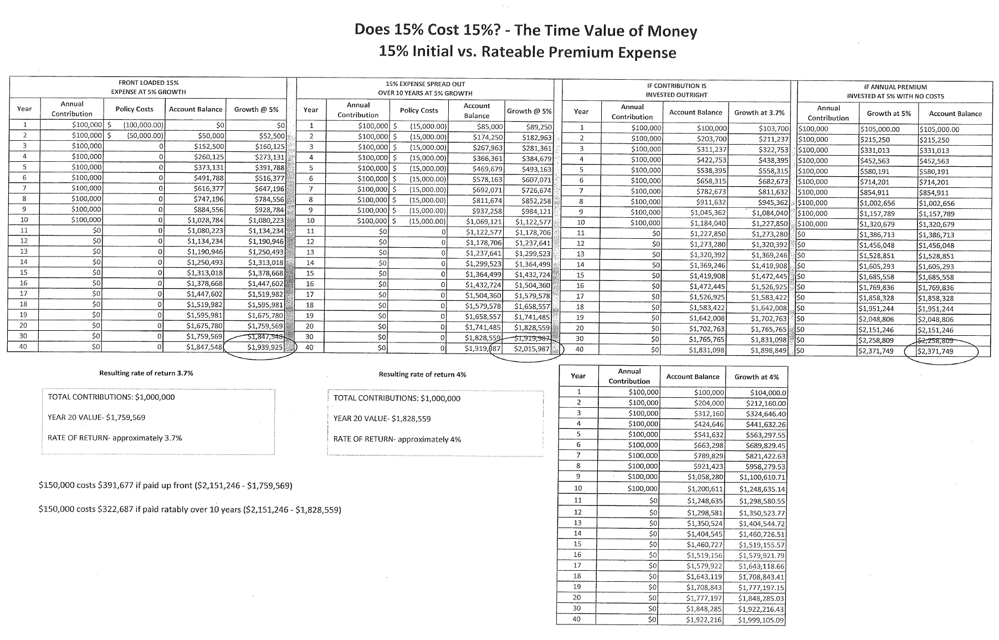 Does 15% Cost 15%? - The Time Value of Money
15% Initial vs. Rateable Premium Expense
FRONT LOADED 15%
EXPENSE AT 5% GROWTH
Year Annual Contribution Policy Costs Account Balance Growth @ 5%
1 $100,000 $ (100,000.00) $0 $0
2 $100,000 $ (50,000.00) $50,000 $52,500
3 $100,000 0 $152,500 $160,125
4 $100,000 0 $260,125 $273,131
5 $100,000 0 $373,131 $391,788
6 $100,000 0 $491,788 $516,377
7 $100,000 0 $616,377 $647,196
8 $100,000 0 $747,196 $784,556
9 $100,000 0 $884,556 $928,784
10 $100,000 0 $1,028,784 $1,080,223
11 $0 0 $1,080,223 $1,134,234
12 $0 0 $1,134,234 $1,190,946
13 $0 0 $1,190,946 $1,250,493
14 $0 0 $1,250,493 $1,313,018
15 $0 0 $1,313,018 $1,378,668
16 $0 0 $1,378,668 $1,447,602
17 $0 0 $1,447,602 $1,519,982
18 $0 0 $1,519,982 $1,595,981
19 $0 0 $1,595,981 $1,675,780
20 $0 0 $1,675,780 $1,759,569
30 $0 0 $1,759,569 $1,847,548
40 $0 0 $1,847,548 $1,939,925
15% EXPENSE SPREAD OUT
OVER 10 YEARS AT 5% GROWTH
Year Annual Contribution Policy Costs Account Balance Growth @ 5%
1 $100,000 $ (15,000.00) $85,000 $89,250
2 $100,000 $ (15,000.00) $174,250 $182,963
3 $100,000 $ (15,000.00) $267,963 $281,361
4 $100,000 $ (15,000.00) $366,361 $384,679
5 $100,000 $ (15,000.00) $469,679 $493,163
6 $100,000 $ (15,000.00) $578,163 $607,071
7 $100,000 $ (15,000.00) $692,071 $726,674
8 $100,000 $ (15,000.00) $811,674 $852,258
9 $100,000 $ (15,000.00) $937,258 $984,121
10 $100,000 $ (15,000.00) $1,069,121 $1,122,577
11 $0 0 $1,122,577 $1,178,706
12 $0 0 $1,178,706 $1,237,641
13 $0 0 $1,237,641 $1,299,523
14 $0 0 $1,299,523 $1,364,499
15 $0 0 $1,364,499 $1,432,724
16 $0 0 $1,432,724 $1,504,360
17 $0 0 $1,504,360 $1,579,578
18 $0 0 $1,579,578 $1,658,557
19 $0 0 $1,658,557 $1,741,485
20 $0 0 $1,741,485 $1,828,559
30 $0 0 $1,828,559 $1,919,987
40 $0 0 $1,919,987 $2,015,987
IF CONTRIBUTION IS
INVESTED OUTRIGHT
Year Annual Contribution Account Balance Growth at 3.7%
1 $100,000 $100,000 $103,700
2 $100,000 $203,700 $211,237
3 $100,000 $311,237 $322,753
4 $100,000 $422,753 $438,395
5 $100,000 $538,395 $558,315
6 $100,000 $658,315 $682,673
7 $100,000 $782,673 $811,632
8 $100,000 $911,632 $945,362
9 $100,000 $1,045,362 $1,084,040
10 $100,000 $1,184,040 $1,227,850
11 $0 $1,227,850 $1,273,280
12 $0 $1,273,280 $1,320,392
13 $0 $1,320,392 $1,369,246
14 $0 $1,369,246 $1,419,908
15 $0 $1,419,908 $1,472,445
16 $0 $1,472,445 $1,526,925
17 $0 $1,526,925 $1,583,422
18 $0 $1,583,422 $1,642,008
19 $0 $1,642,008 $1,702,763
20 $0 $1,702,763 $1,765,765
30 $0 $1,765,765 $1,831,098
40 $0 $1,831,098 $1,898,849
IF ANNUAL PREMIUM
INVESTED AT 5% WITH NO COSTS
Annual Contribution Growth at 5% Account Balance
$100,000 $105,000.00 $105,000.00
$100,000 $215,250 $215,250
$100,000 $331,013 $331,013
$100,000 $452,563 $452,563
$100,000 $580,191 $580,191
$100,000 $714,201 $714,201
$100,000 $854,911 $854,911
$100,000 $1,002,656 $1,002,656
$100,000 $1,157,789 $1,157,789
$100,000 $1,320,679 $1,320,679
$0 $1,386,713 $1,386,713
$0 $1,456,048 $1,456,048
$0 $1,528,851 $1,528,851
$0 $1,605,293 $1,605,293
$0 $1,685,558 $1,685,558
$0 $1,769,836 $1,769,836
$0 $1,858,328 $1,858,328
$0 $1,951,244 $1,951,244
$0 $2,048,806 $2,048,806
$0 $2,151,246 $2,151,246
$0 $2,258,809 $2,258,809
$0 $2,371,749 $2,371,749
Resulting rate of return 3.7%
TOTAL CONTRIBUTIONS: $1,000,000
YEAR 20 VALUE- $1,759,569
RATE OF RETURN- approximately 3.7%
Resulting rate of return 4%
TOTAL CONTRIBUTIONS: $1,000,000
YEAR 20 VALUE- $1,828,559
RATE OF RETURN- approximately 4%
$150,000 costs $391,677 if paid up front ($2,151,246 - $1,759,569)
$150,000 costs $322,687 if paid ratably over 10 years ($2,151,246 - $1,828,559)
Year Annual Contribution Account Balance Growth at 4%
1 $100,000 $100,000 $104,000.0
2 $100,000 $204,000 $212,160.00
3 $100,000 $312,160 $324,646.40
4 $100,000 $424,646 $441,632.26
5 $100,000 $541,632 $563,297.55
6 $100,000 $663,298 $689,829.45
7 $100,000 $789,829 $821,422.63
8 $100,000 $921,423 $958,279.53
9 $100,000 $1,058,280 $1,100,610.71
10 $100,000 $1,200,611 $1,248,635.14
11 $0 $1,248,635 $1,298,580.55
12 $0 $1,298,581 $1,350,523.77
13 $0 $1,350,524 $1,404,544.72
14 $0 $1,404,545 $1,460,726.51
15 $0 $1,460,727 $1,519,155.57
16 $0 $1,519,156 $1,579,921.79
17 $0 $1,579,922 $1,643,118.66
18 $0 $1,643,119 $1,708,843.41
19 $0 $1,708,843 $1,777,197.15
20 $0 $1,777,197 $1,848,285.03
30 $0 $1,848,285 $1,922,216.43
40 $0 $1,922,216 $1,999,105.09